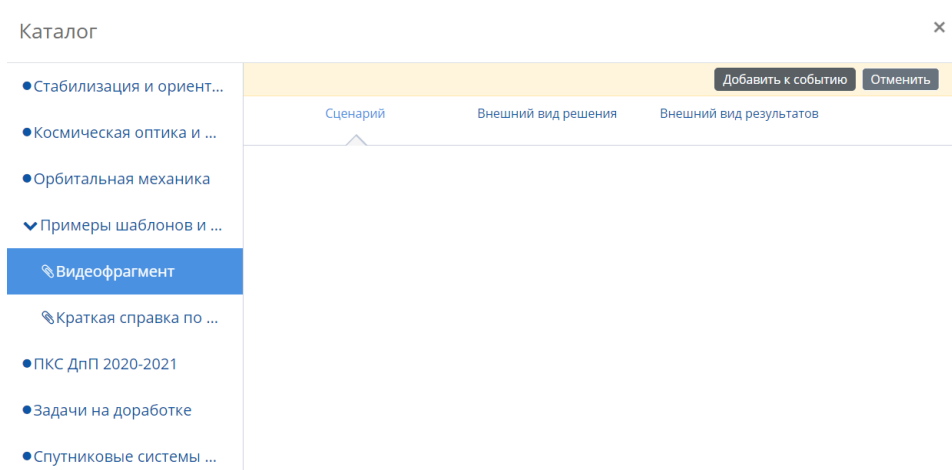 Каталог
×
Стабилизация и ориент...
Космическая оптика и ...
Орбитальная механика
Примеры шаблонов и ...
Видеофрагмент
Краткая справка по ...
ПКС ДпП 2020-2021
Задачи на доработке
Спутниковые системы ...
Добавить к событию Отменить
Сценарий Внешний вид решения Внешний вид результатов